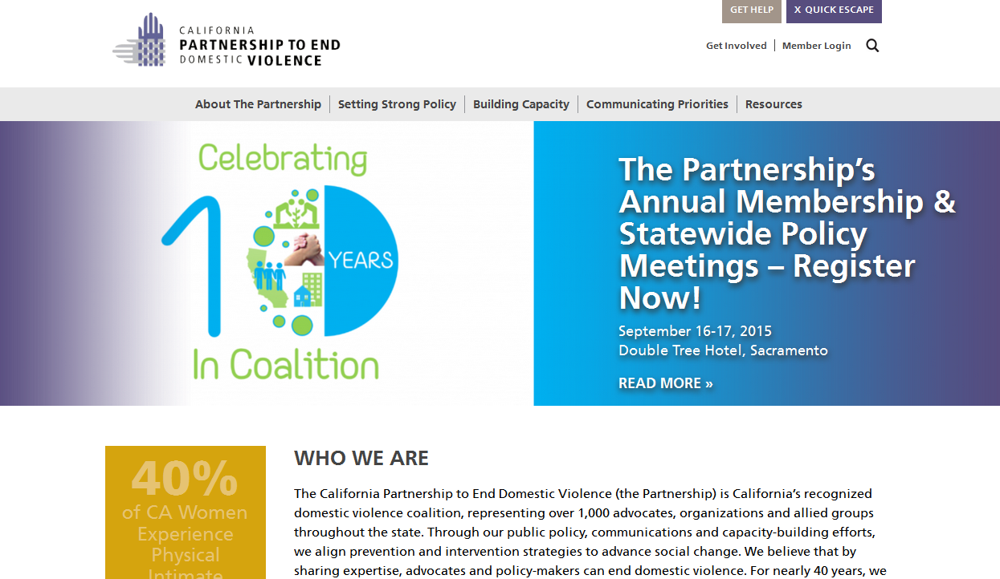 GET HELP
X QUICK ESCAPE
CALIFORNIA
PARTNERSHIP TO END
DOMESTIC VIOLENCE
Get Involved
Member Login
About The Partnership
Setting Strong Policy
Building Capacity
Communicating Priorities
Resources
Celebrating
10
YEARS
In Coalition
The Partnership’s
Annual Membership &
Statewide Policy
Meetings – Register
Now!
September 16-17, 2015
Double Tree Hotel, Sacramento
READ MORE »
40%
of CA Women
Experience
Physical
Intimate
WHO WE ARE
The California Partnership to End Domestic Violence (the Partnership) is California’s recognized
domestic violence coalition, representing over 1,000 advocates, organizations and allied groups
throughout the state. Through our public policy, communications and capacity-building efforts,
we align prevention and intervention strategies to advance social change. We believe that by
sharing expertise, advocates and policy-makers can end domestic violence. For nearly 40 years, we